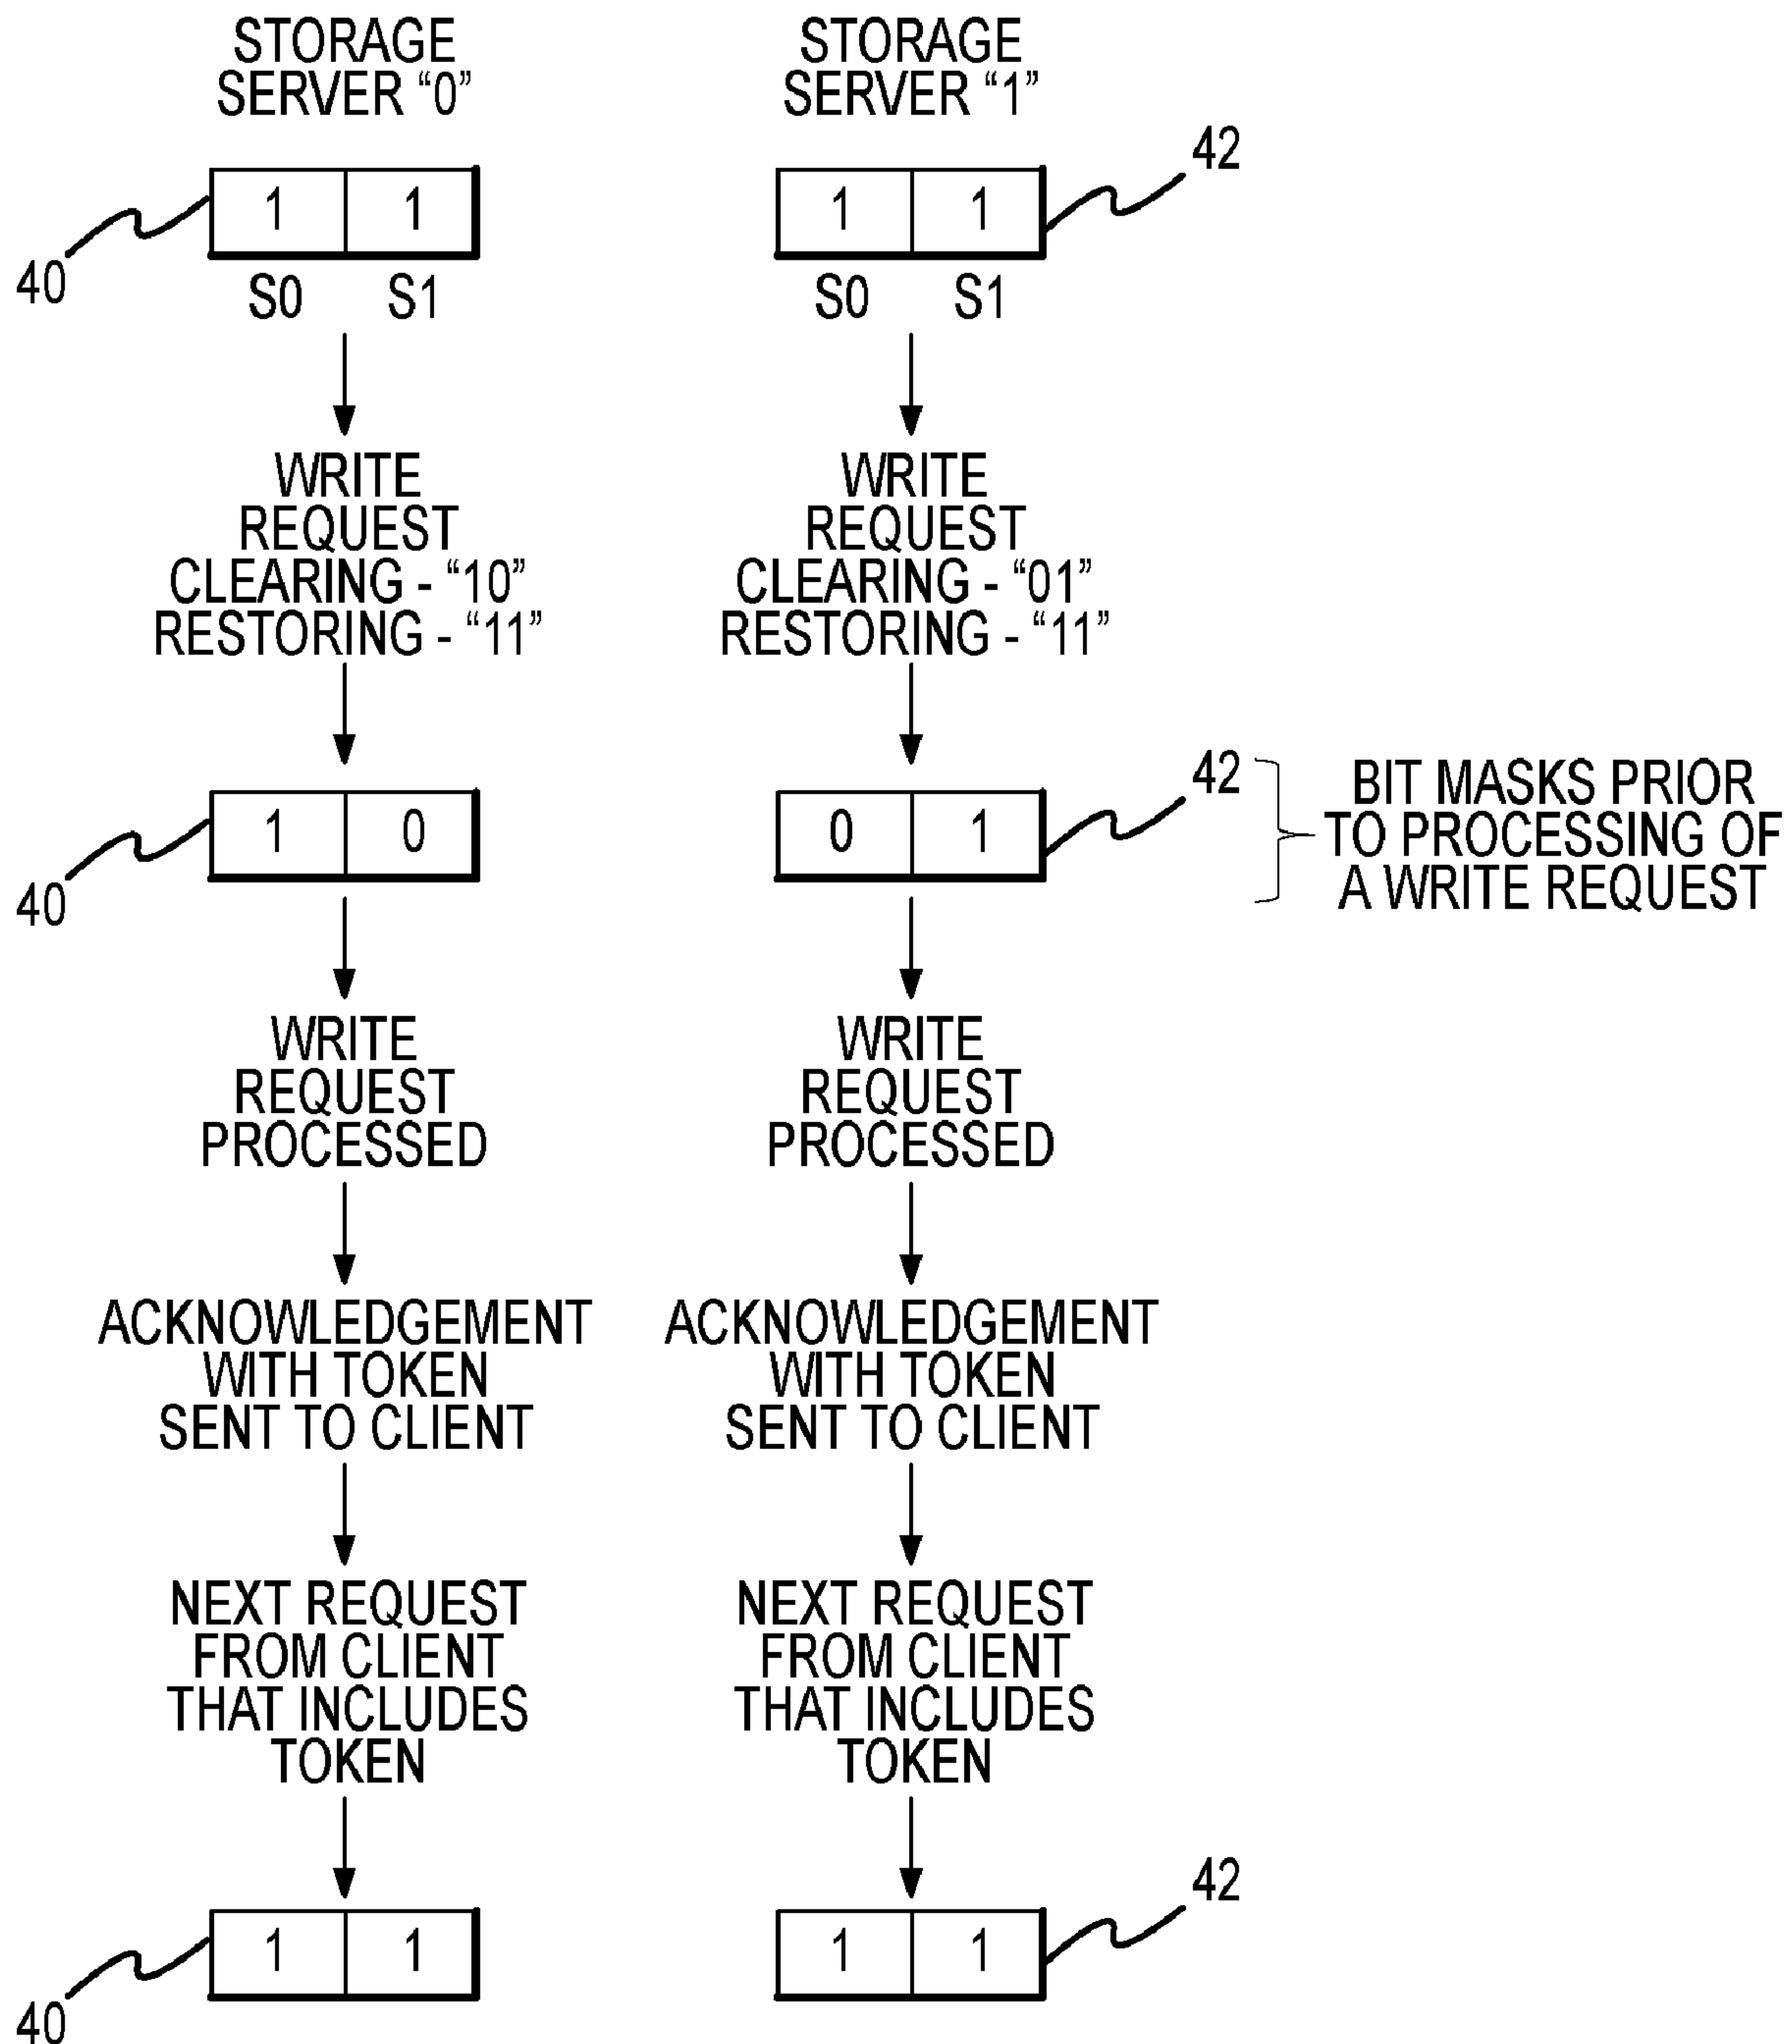 STORAGE
SERVER “0”
STORAGE
SERVER “1”
1 1
40
S0 S1
1 1
42
S0 S1
WRITE
REQUEST
CLEARING - “10”
RESTORING - “11”
WRITE
REQUEST
CLEARING - “01”
RESTORING - “11”
1 0
40
0 1
42
BIT MASKS PRIOR
TO PROCESSING OF
A WRITE REQUEST
WRITE
REQUEST
PROCESSED
WRITE
REQUEST
PROCESSED
ACKNOWLEDGEMENT
WITH TOKEN
SENT TO CLIENT
ACKNOWLEDGEMENT
WITH TOKEN
SENT TO CLIENT
NEXT REQUEST
FROM CLIENT
THAT INCLUDES
TOKEN
NEXT REQUEST
FROM CLIENT
THAT INCLUDES
TOKEN
1 1
40
1 1
42